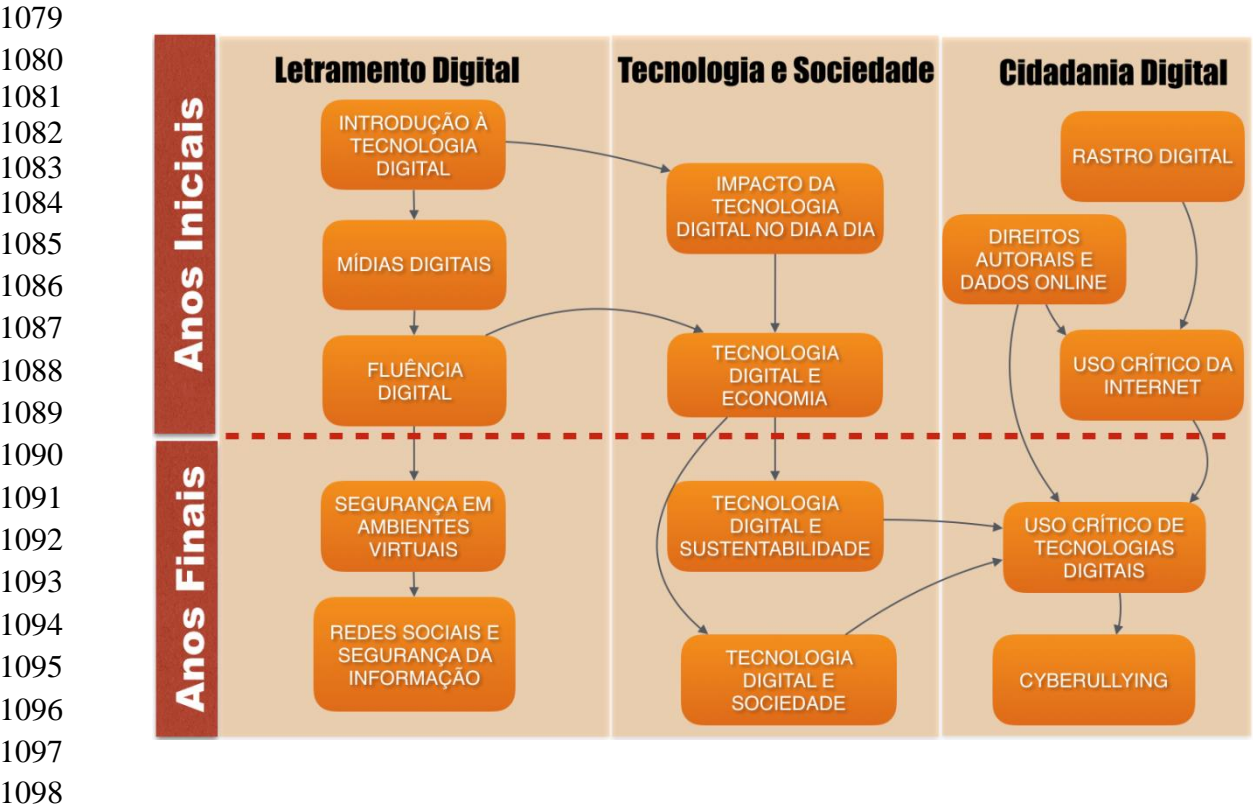 1079
1080
1081
1082
1083
1084
1085
1086
1087
1088
1089
1090
1091
1092
1093
1094
1095
1096
1097
1098
Anos Iniciais
Anos Finais
Letramento Digital
INTRODUÇÃO À
TECNOLOGIA
DIGITAL
MÍDIAS DIGITAIS
FLUÊNCIA
DIGITAL
SEGURANÇA EM
AMBIENTES
VIRTUAIS
REDES SOCIAIS E
SEGURANÇA DA
INFORMAÇÃO
Tecnologia e Sociedade
IMPACTO DA
TECNOLOGIA
DIGITAL NO DIA A DIA
TECNOLOGIA
DIGITAL E
ECONOMIA
TECNOLOGIA
DIGITAL E
SUSTENTABILIDADE
TECNOLOGIA
DIGITAL E
SOCIEDADE
Cidadania Digital
RASTRO DIGITAL
DIREITOS
AUTORAIS E
DADOS ONLINE
USO CRÍTICO DA
INTERNET
USO CRÍTICO DE
TECNOLOGIAS
DIGITAIS
CYBERULLYING